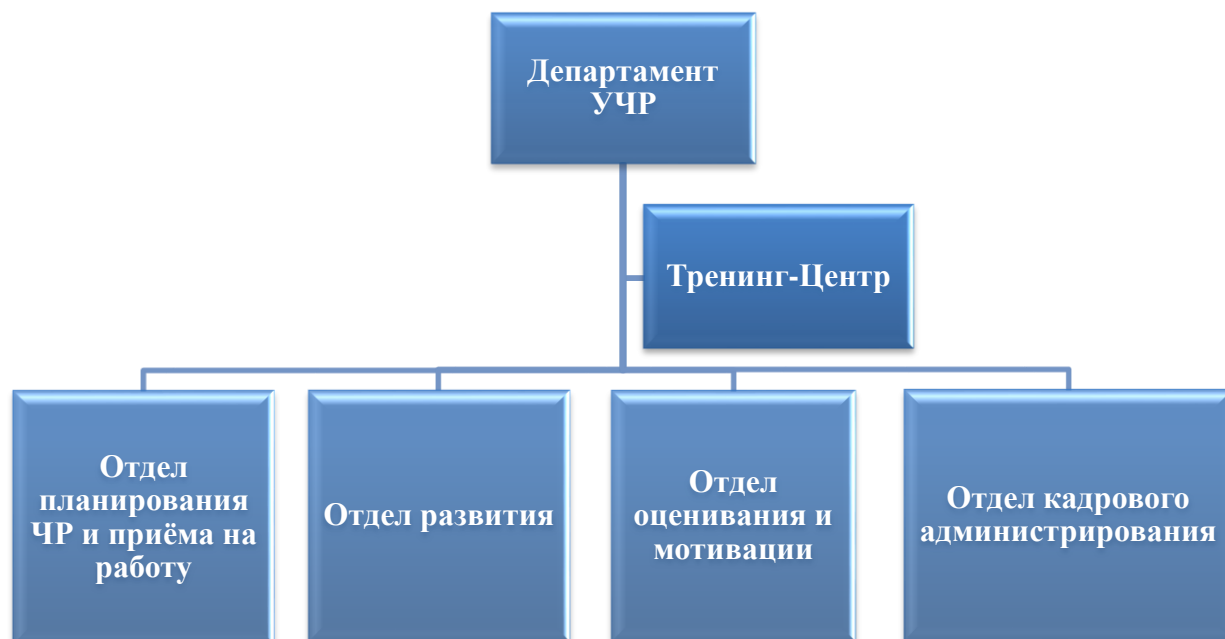 Департамент
УЧР
Тренинг-Центр
Отдел
планирования
ЧР и приёма на
работу
Отдел развития
Отдел
оценивания и
мотивации
Отдел кадрового
администрирования